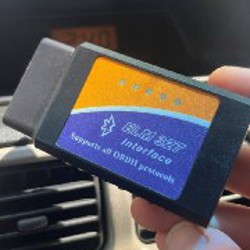 ELM 327
Interface
Supports all OBDII protocols